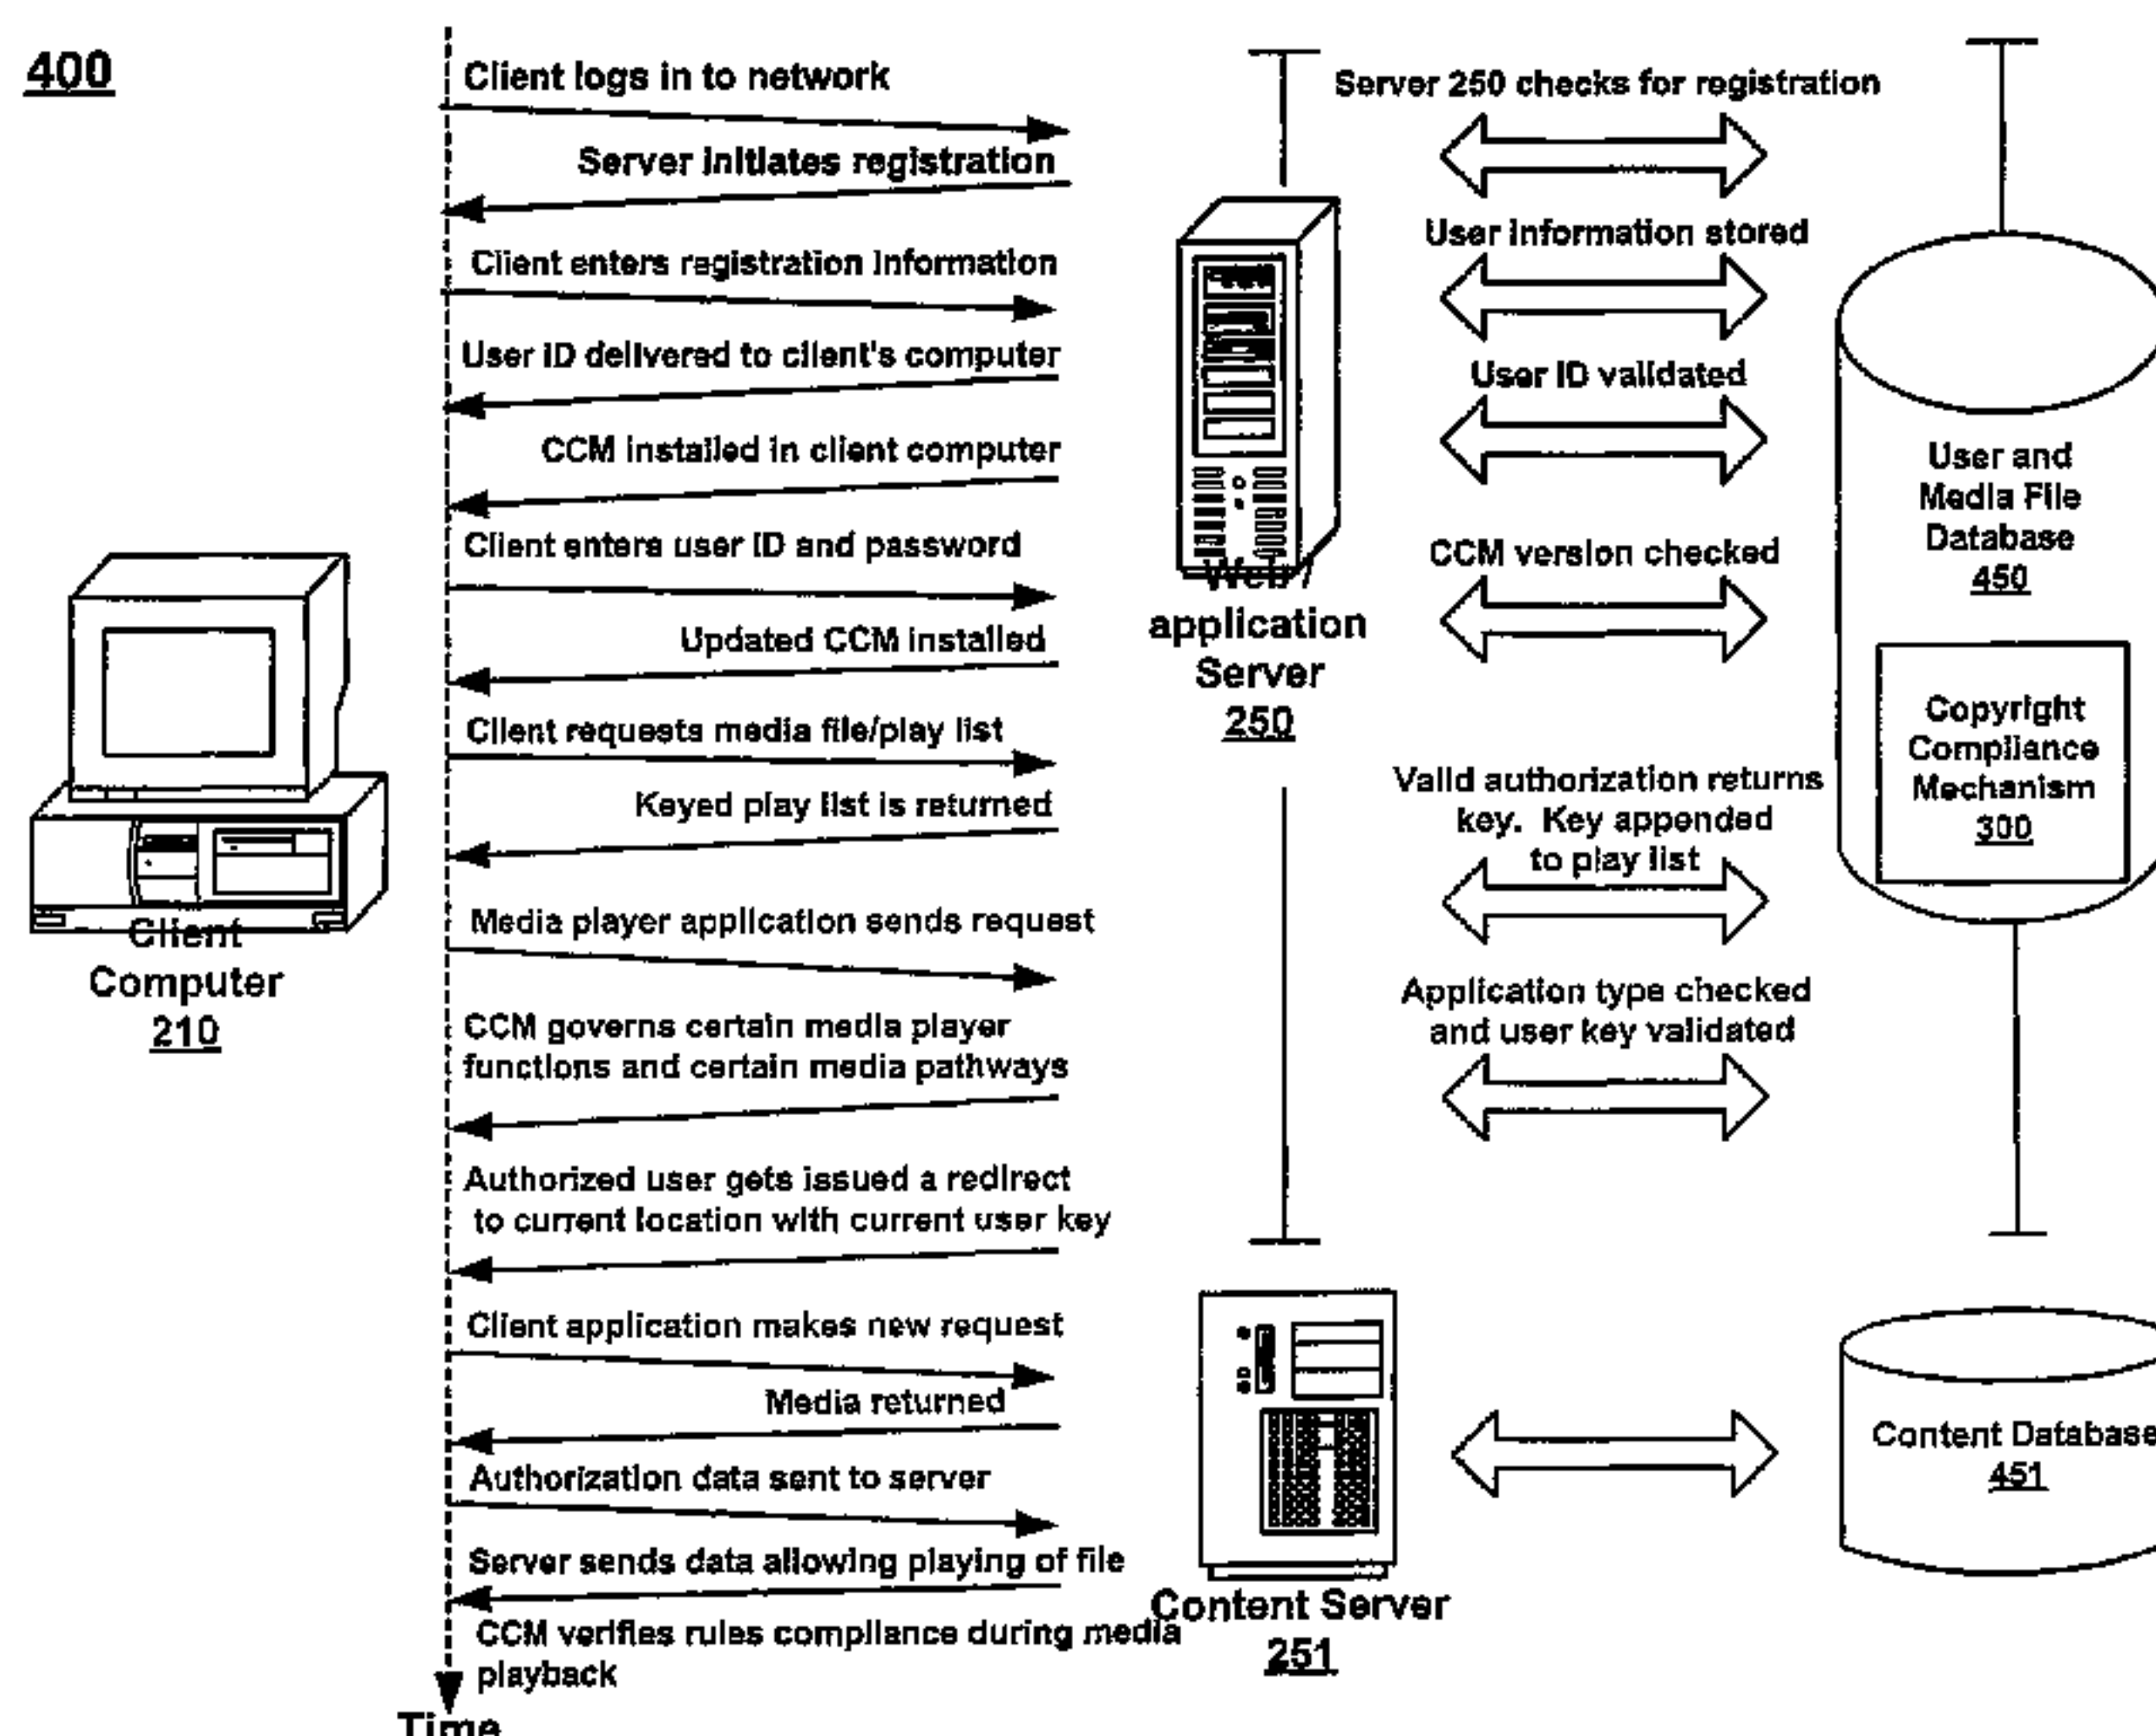 400
Client logs in to network
Server initiates registration
Client enters registration information
User ID delivered to client's computer
CCM installed in client computer
Client enters user ID and password
Updated CCM installed
Client requests media file/play list
Keyed play list is returned
Media player application sends request
CCM governs certain media player
functions and certain media pathways
Authorized user gets issued a redirect
to current location with current user key
Client application makes new request
Media returned
Authorization data sent to server
Server sends data allowing playing of file
CCM verifies rules compliance during media
playback
Time
Client
Computer
210
Web /
application
Server
250
Content Server
251
Server 250 checks for registration
User information stored
User ID validated
CCM version checked
Valid authorization returns
key. Key appended
to play list
Application type checked
and user key validated
User and
Media File
Database
450
Copyright
Compliance
Mechanism
300
Content Database
451